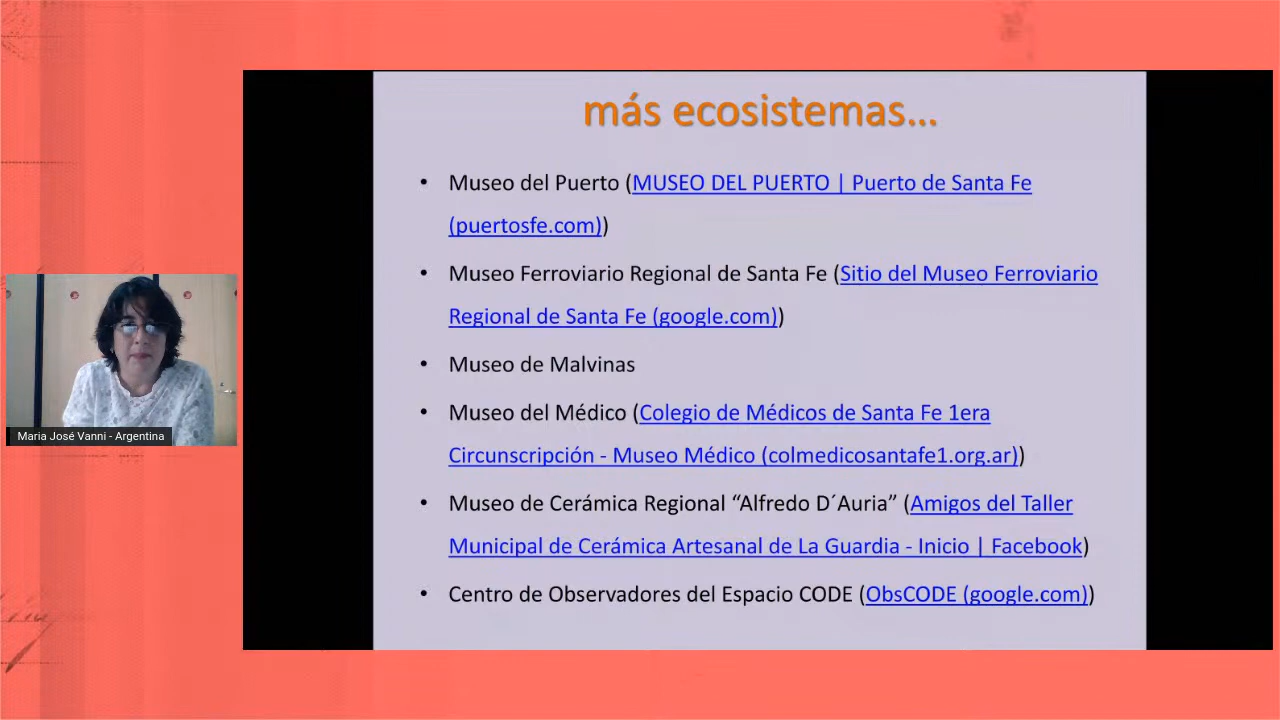 más ecosistemas...
• Museo del Puerto (MUSEO DEL PUERTO | Puerto de Santa Fe
(puertosfe.com))
• Museo Ferroviario Regional de Santa Fe (Sitio del Museo Ferroviario
Regional de Santa Fe (google.com))
• Museo de Malvinas
• Museo del Médico (Colegio de Médicos de Santa Fe 1era
Circunscripción - Museo Médico (colmedicosantafe1.org.ar))
• Museo de Cerámica Regional “Alfredo D´Auria” (Amigos del Taller
Municipal de Cerámica Artesanal de La Guardia - Inicio | Facebook)
• Centro de Observadores del Espacio CODE (ObsCODE (google.com))
Maria José Vanni - Argentina